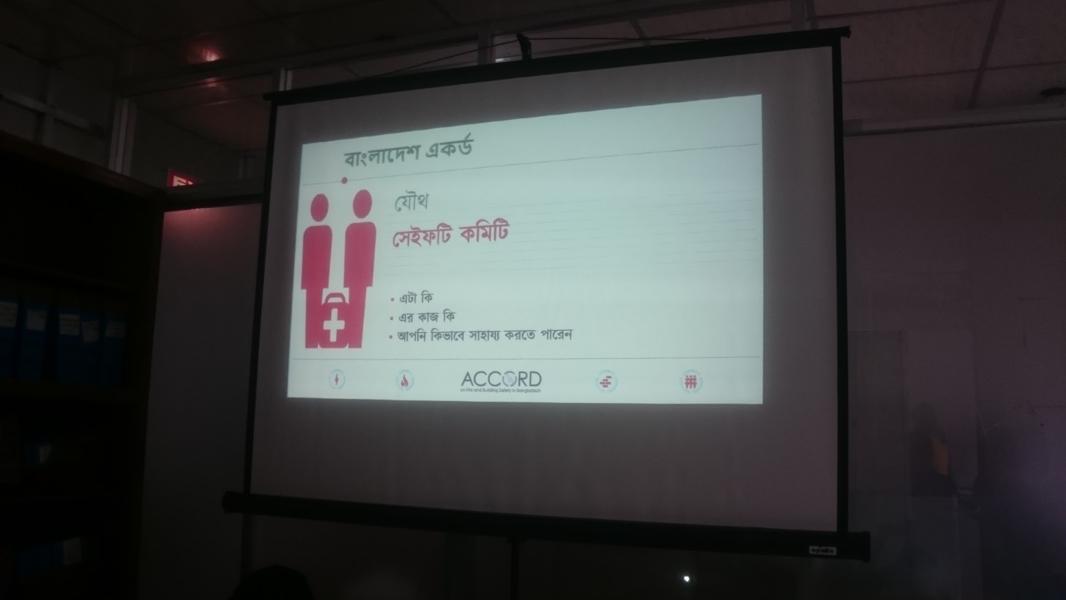 বাংলাদেশ একর্ড
যৌথ
সেইফটি কমিটি
• এটা কি
• এর কাজ কি
• আপনি কিভাবে সাহায্য করতে পারেন
ACCORD
on Fire and Building Safety in Bangladesh